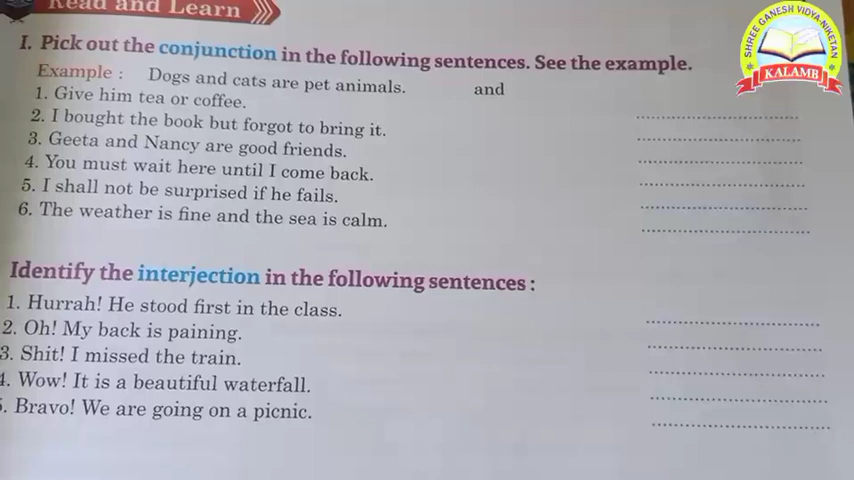 Read and Learn
SHREE GANESH VIDYA-NIKETAN
KALAMB
I. Pick out the conjunction in the following sentences. See the example.
Example : Dogs and cats are pet animals. and
1. Give him tea or coffee. ........................
2. I bought the book but forgot to bring it. ........................
3. Geeta and Nancy are good friends. ........................
4. You must wait here until I come back. ........................
5. I shall not be surprised if he fails. ........................
6. The weather is fine and the sea is calm. ........................
Identify the interjection in the following sentences :
1. Hurrah! He stood first in the class. ........................
2. Oh! My back is paining. ........................
3. Shit! I missed the train. ........................
4. Wow! It is a beautiful waterfall. ........................
5. Bravo! We are going on a picnic. ........................